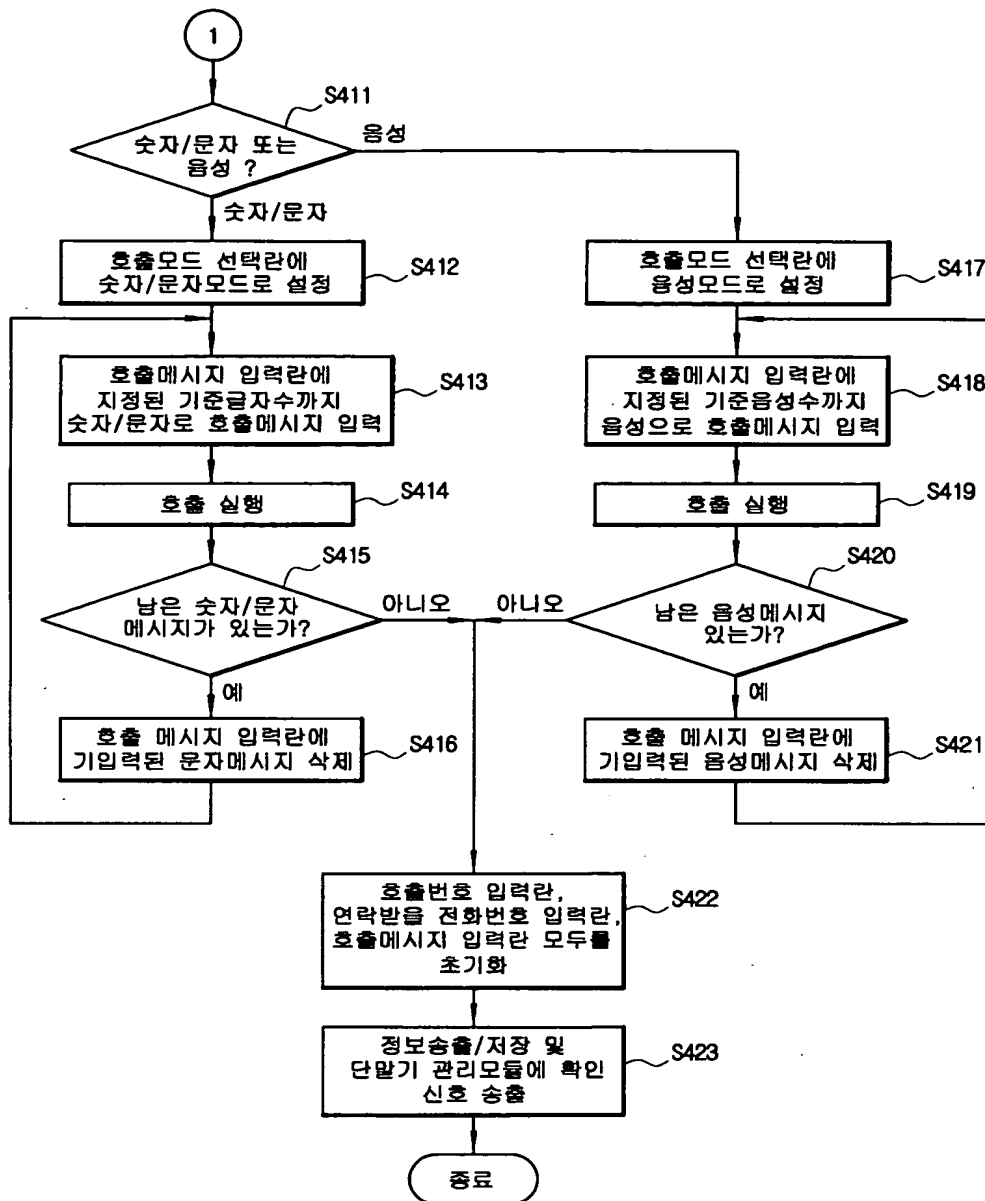 1
S411
숫자/문자 또는
음성 ?
음성
숫자/문자
호출모드 선택란에
숫자/문자모드로 설정
S412
호출메시지 입력란에
지정된 기준글자수까지
숫자/문자로 호출메시지 입력
S413
호출 실행
S414
S415
남은 숫자/문자
메시지가 있는가?
아니오
예
호출 메시지 입력란에
기입력된 문자메시지 삭제
S416
호출모드 선택란에
음성모드로 설정
S417
호출메시지 입력란에
지정된 기준음성수까지
음성으로 호출메시지 입력
S418
호출 실행
S419
S420
남은 음성메시지
있는가?
아니오
예
호출 메시지 입력란에
기입력된 음성메시지 삭제
S421
호출번호 입력란,
연락받을 전화번호 입력란,
호출메시지 입력란 모두를
초기화
S422
정보송출/저장 및
단말기 관리모듈에 확인
신호 송출
S423
종료